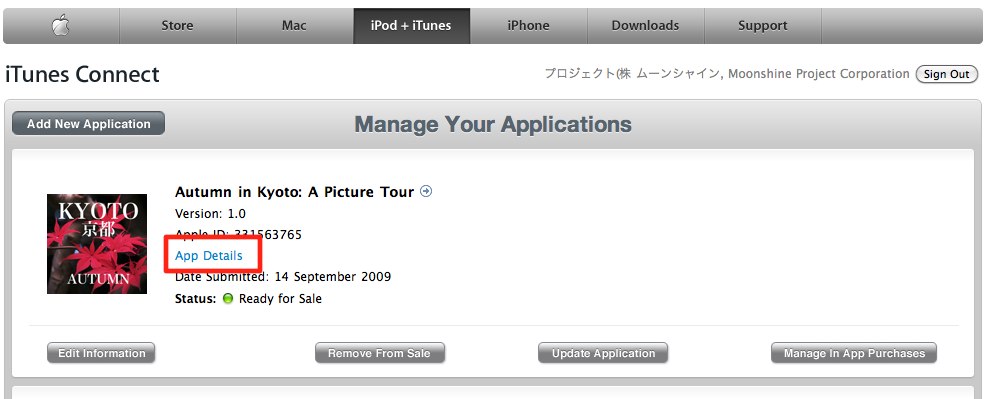 Store Mac iPod + iTunes iPhone Downloads Support
iTunes Connect
プロジェクト(株 ムーンシャイン, Moonshine Project Corporation Sign Out
Add New Application
Manage Your Applications
KYOTO
京都
AUTUMN
Autumn in Kyoto: A Picture Tour
Version: 1.0
Apple ID: 331563765
App Details
Date Submitted: 14 September 2009
Status: Ready for Sale
Edit Information Remove From Sale Update Application Manage In App Purchases